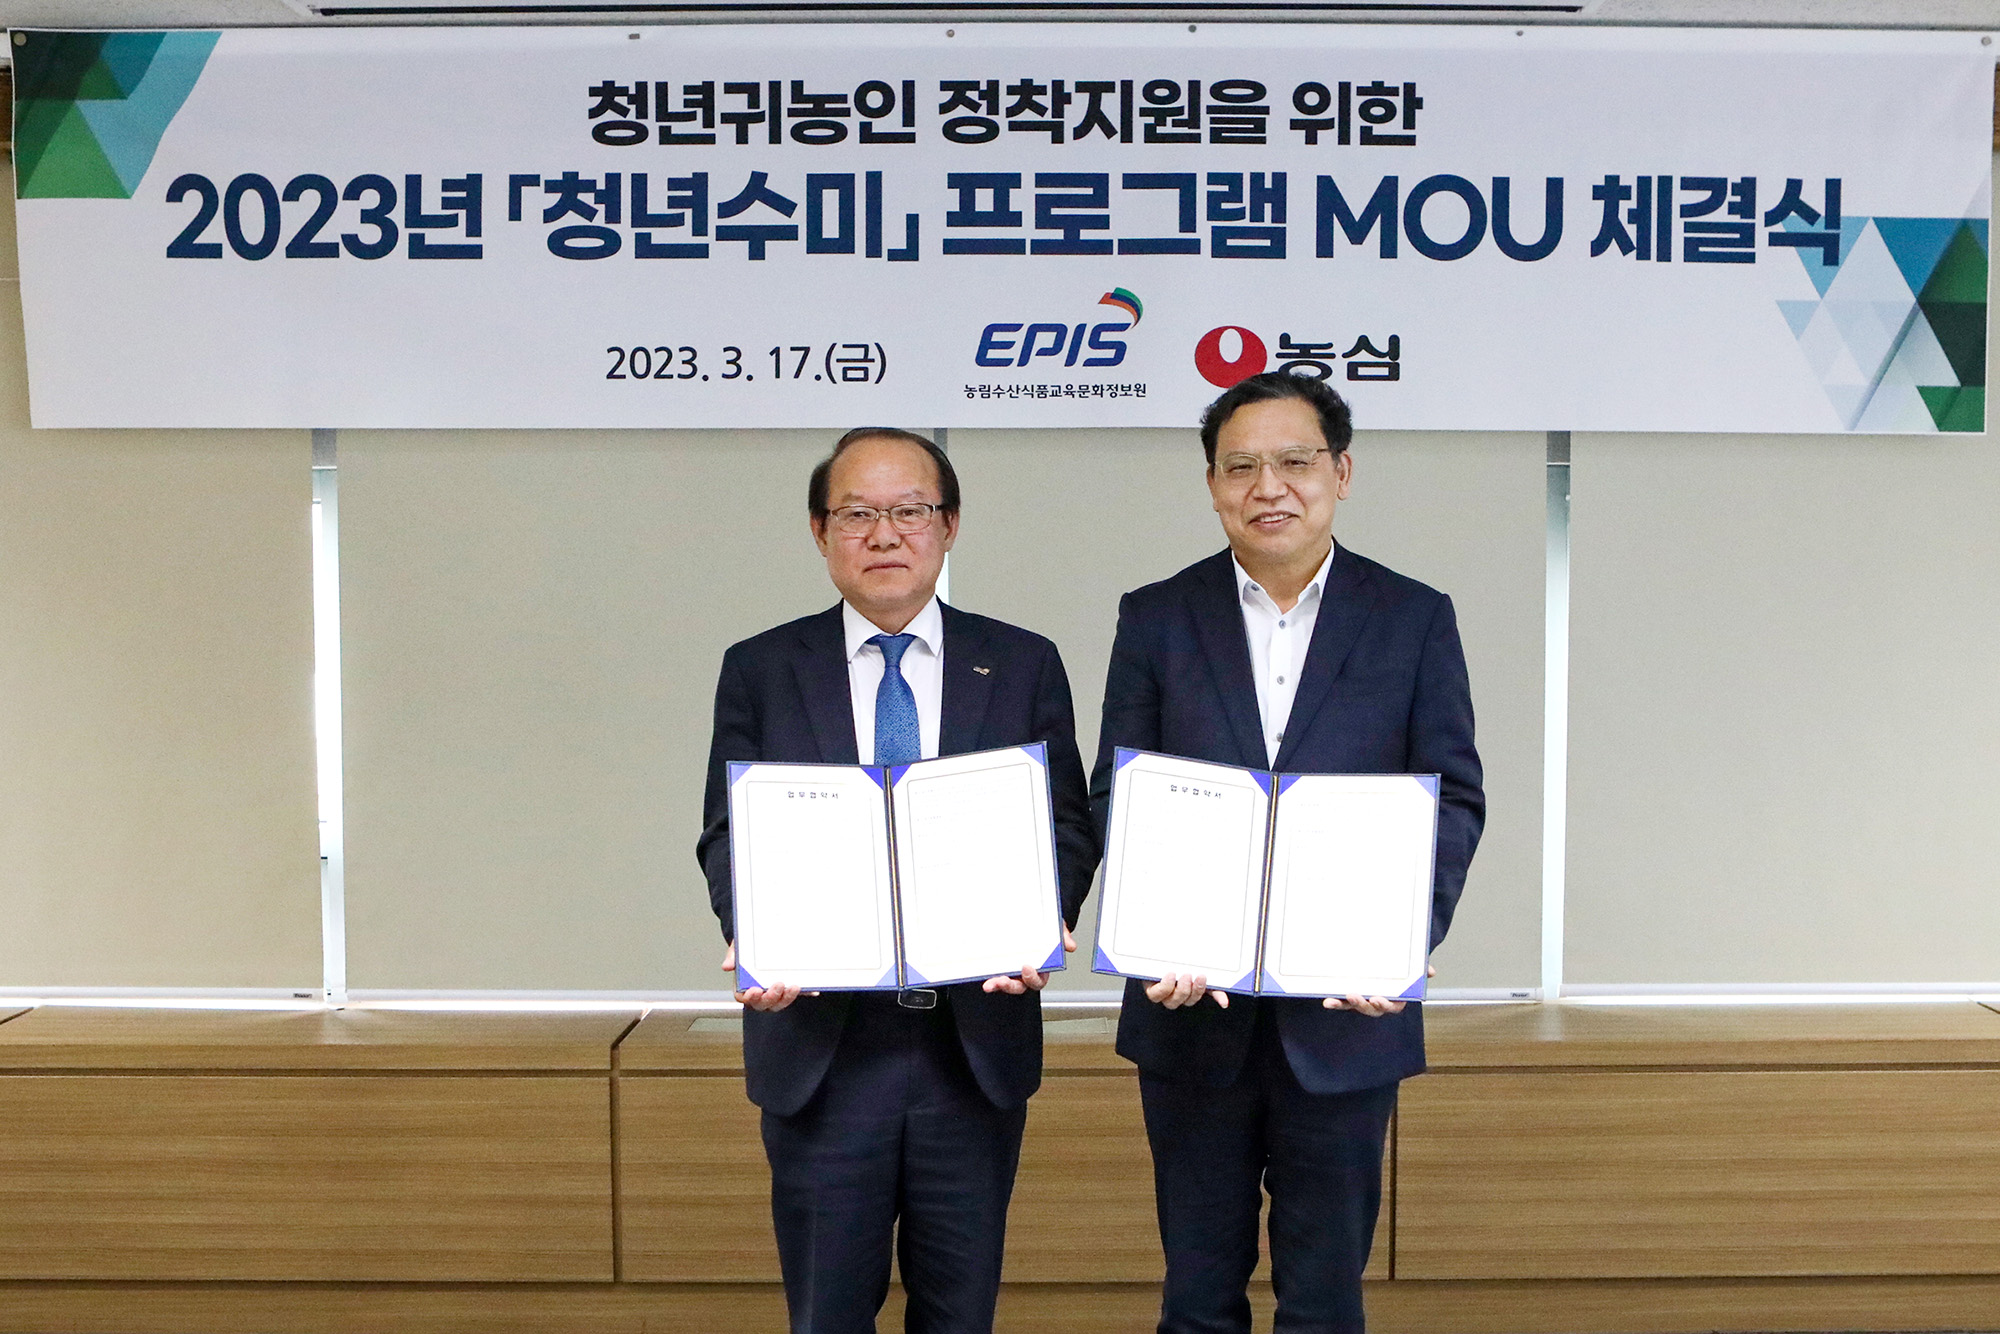 청년귀농인 정착지원을 위한
2023년 「청년수미」 프로그램 MOU 체결식
2023. 3. 17.(금)
EPIS
농림수산식품교육문화정보원
농심
업무협약서
업무협약서